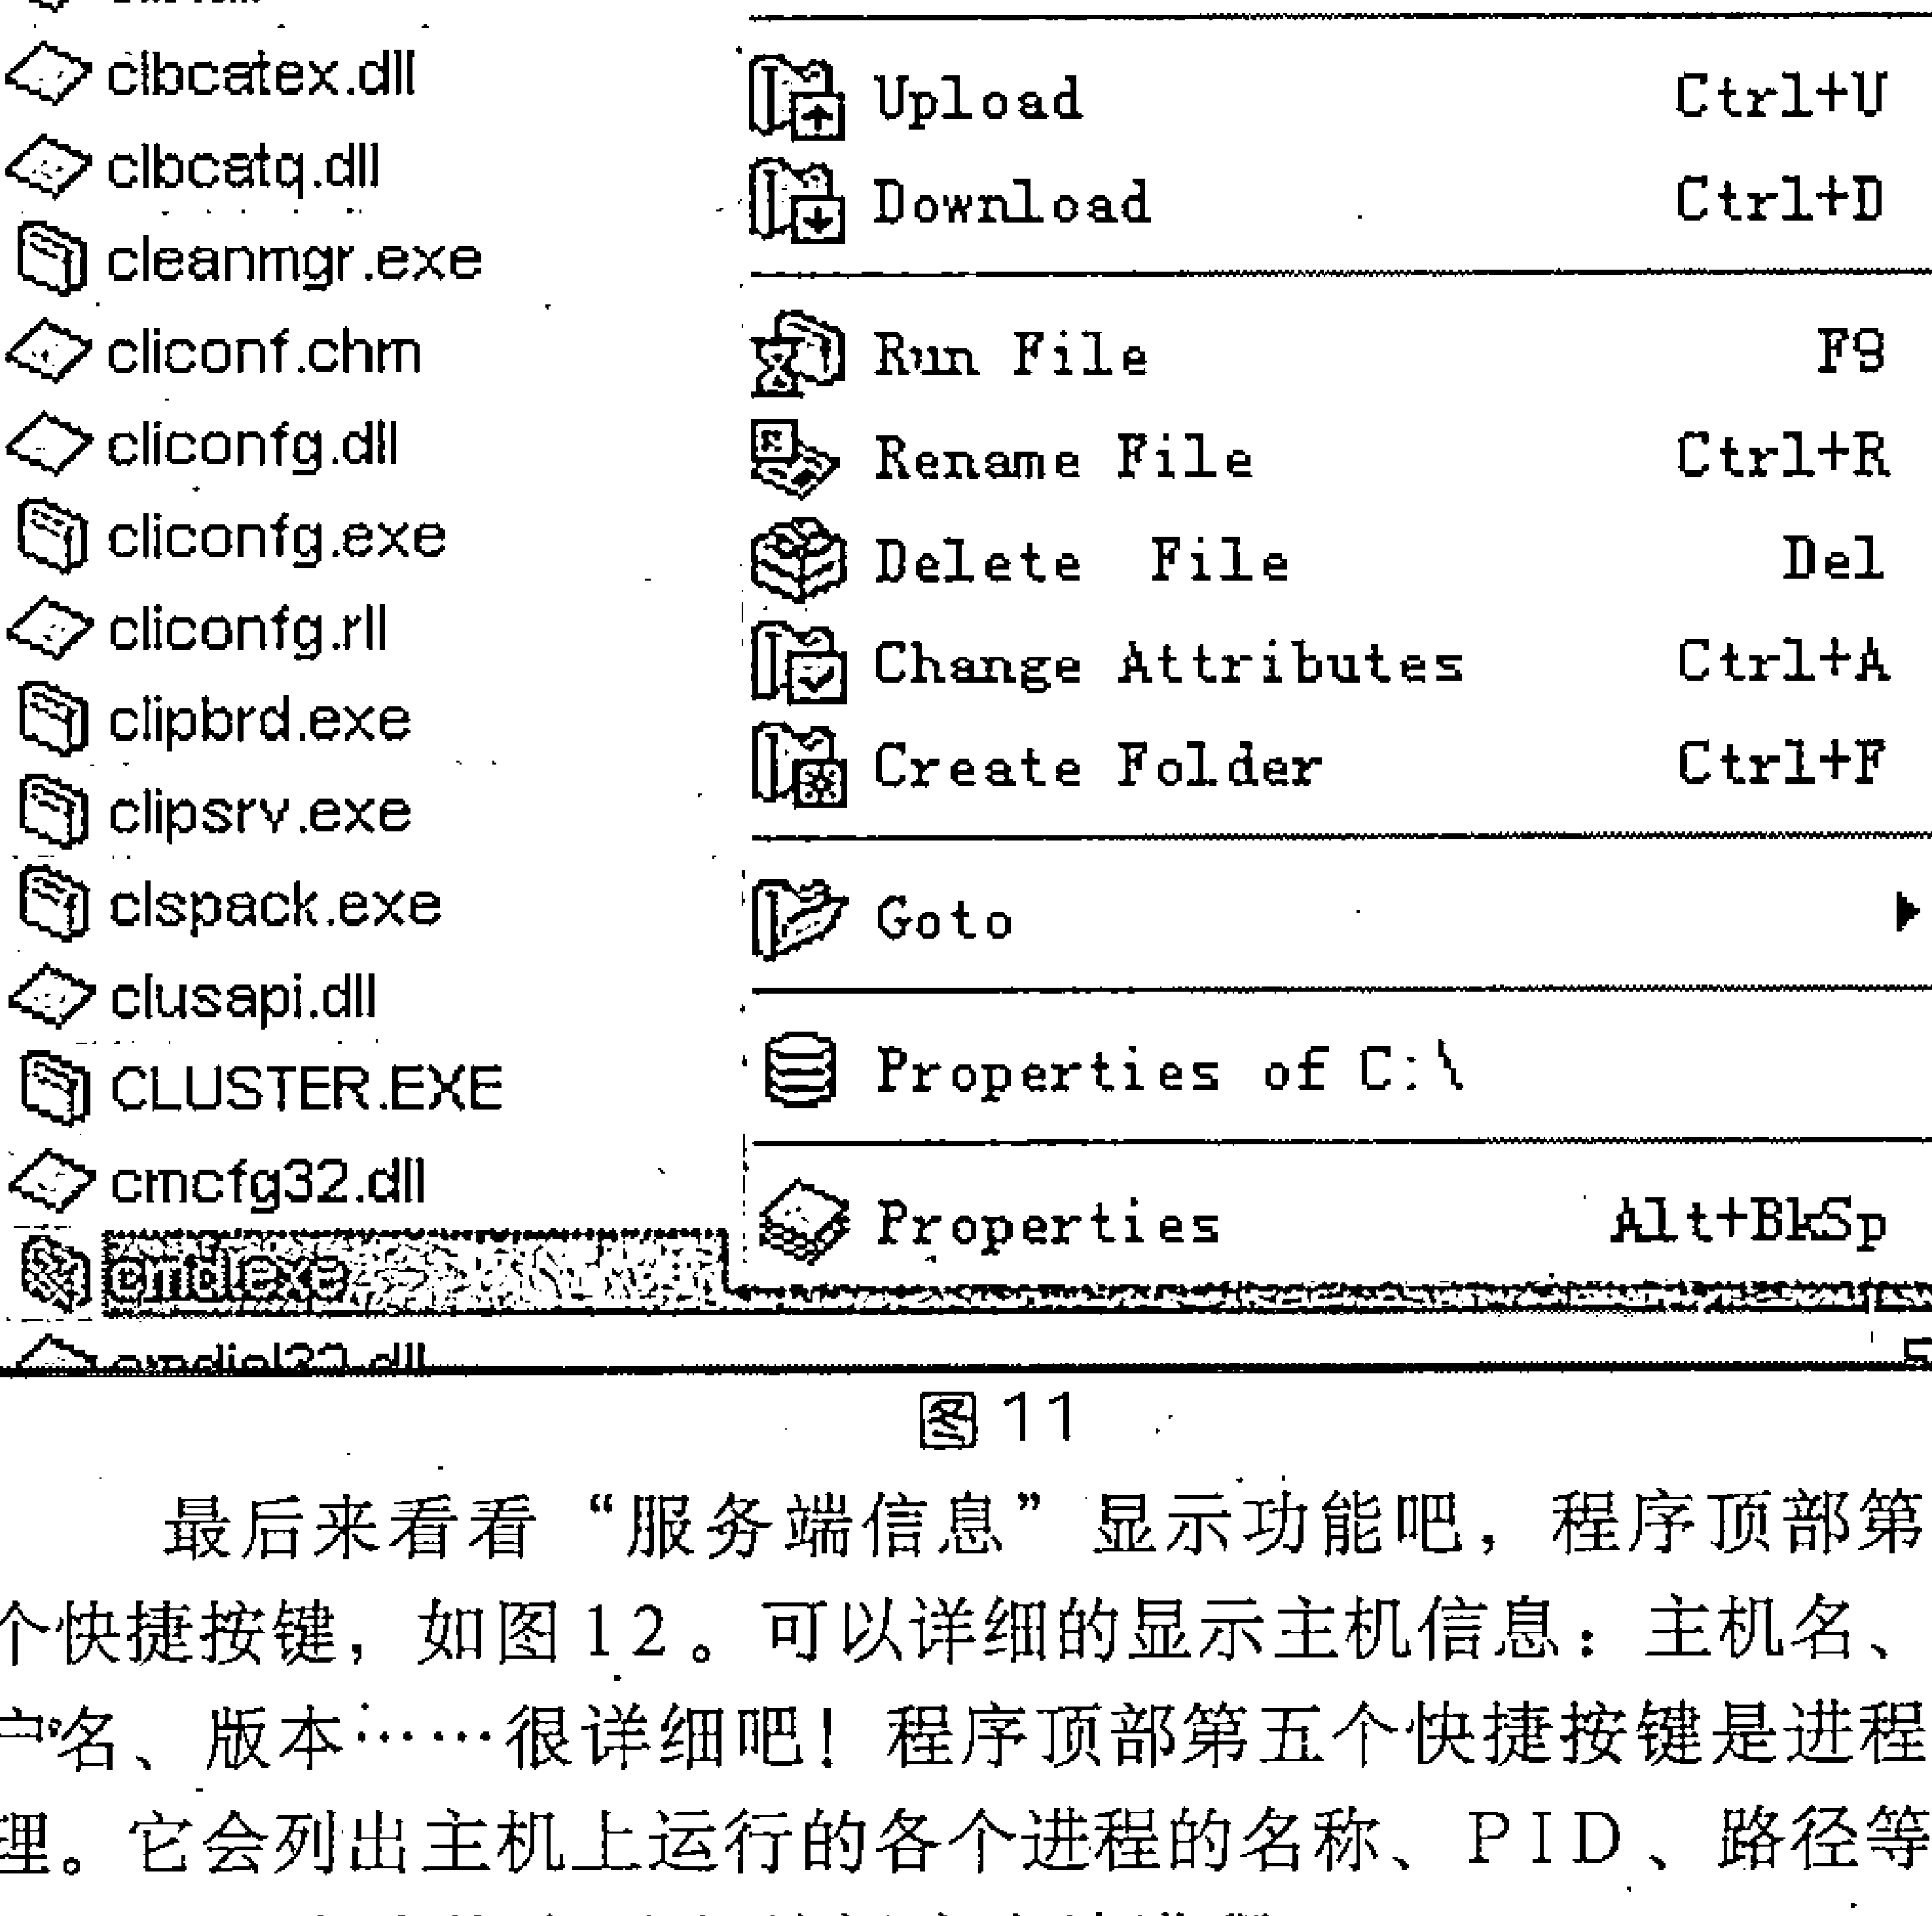 clbcatex.dll
clbcatq.dll
cleanmgr.exe
cliconf.chm
cliconfg.dll
cliconfg.exe
cliconfg.rll
clipbrd.exe
clipsrv.exe
clspack.exe
clusapi.dll
CLUSTER.EXE
cmcfg32.dll
cmd.exe
cmdial32.dll
Upload Ctrl+U
Download Ctrl+D
Run File F9
Rename File Ctrl+R
Delete File Del
Change Attributes Ctrl+A
Create Folder Ctrl+F
Goto
Properties of C:\
Properties Alt+BkSp
图 11
最后来看看“服务端信息”显示功能吧，程序顶部第
个快捷按键，如图12。可以详细的显示主机信息：主机名、
户名、版本……很详细吧！程序顶部第五个快捷按键是进程
理。它会列出主机上运行的各个进程的名称、PID、路径等